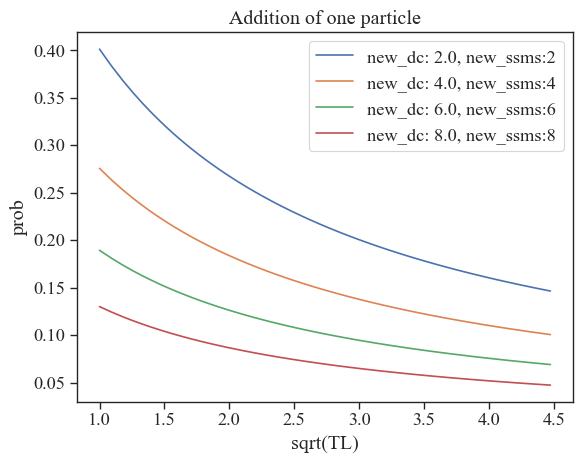 Addition of one particle
new_dc: 2.0, new_ssms:2
new_dc: 4.0, new_ssms:4
new_dc: 6.0, new_ssms:6
new_dc: 8.0, new_ssms:8
prob
0.40
0.35
0.30
0.25
0.20
0.15
0.10
0.05
1.0 1.5 2.0 2.5 3.0 3.5 4.0 4.5
sqrt(TL)